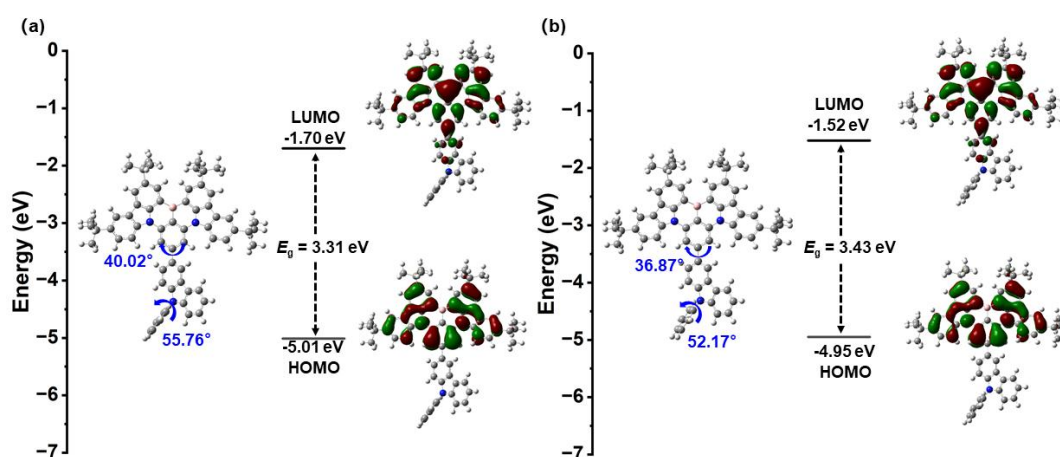 (a)
Energy (eV)
0
−1
−2
−3
−4
−5
−6
−7
LUMO
-1.70 eV
40.02°
Eg = 3.31 eV
55.76°
-5.01 eV
HOMO
(b)
Energy (eV)
0
−1
−2
−3
−4
−5
−6
−7
LUMO
-1.52 eV
36.87°
Eg = 3.43 eV
52.17°
-4.95 eV
HOMO